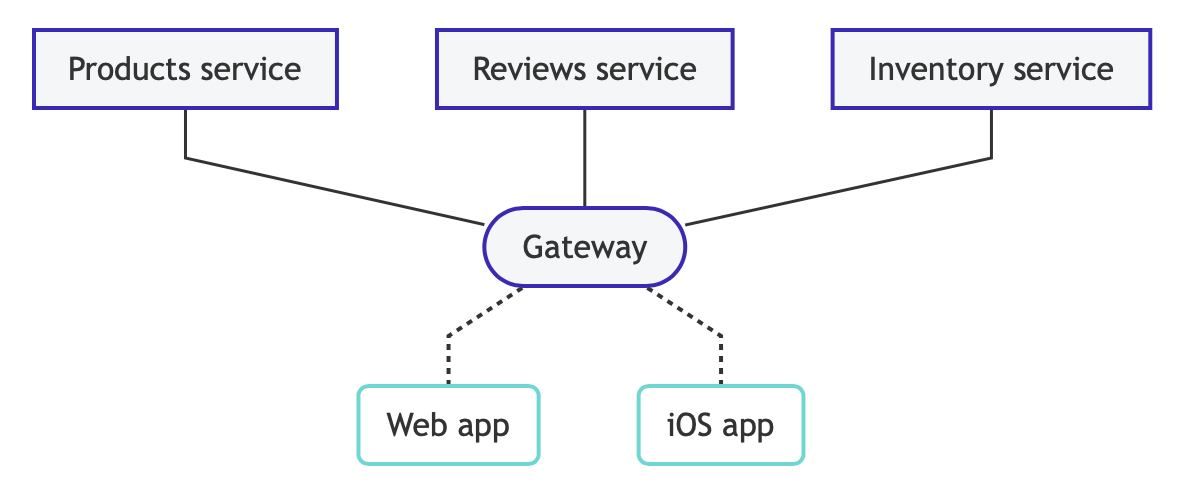 Products service
Reviews service
Inventory service
Gateway
Web app
iOS app